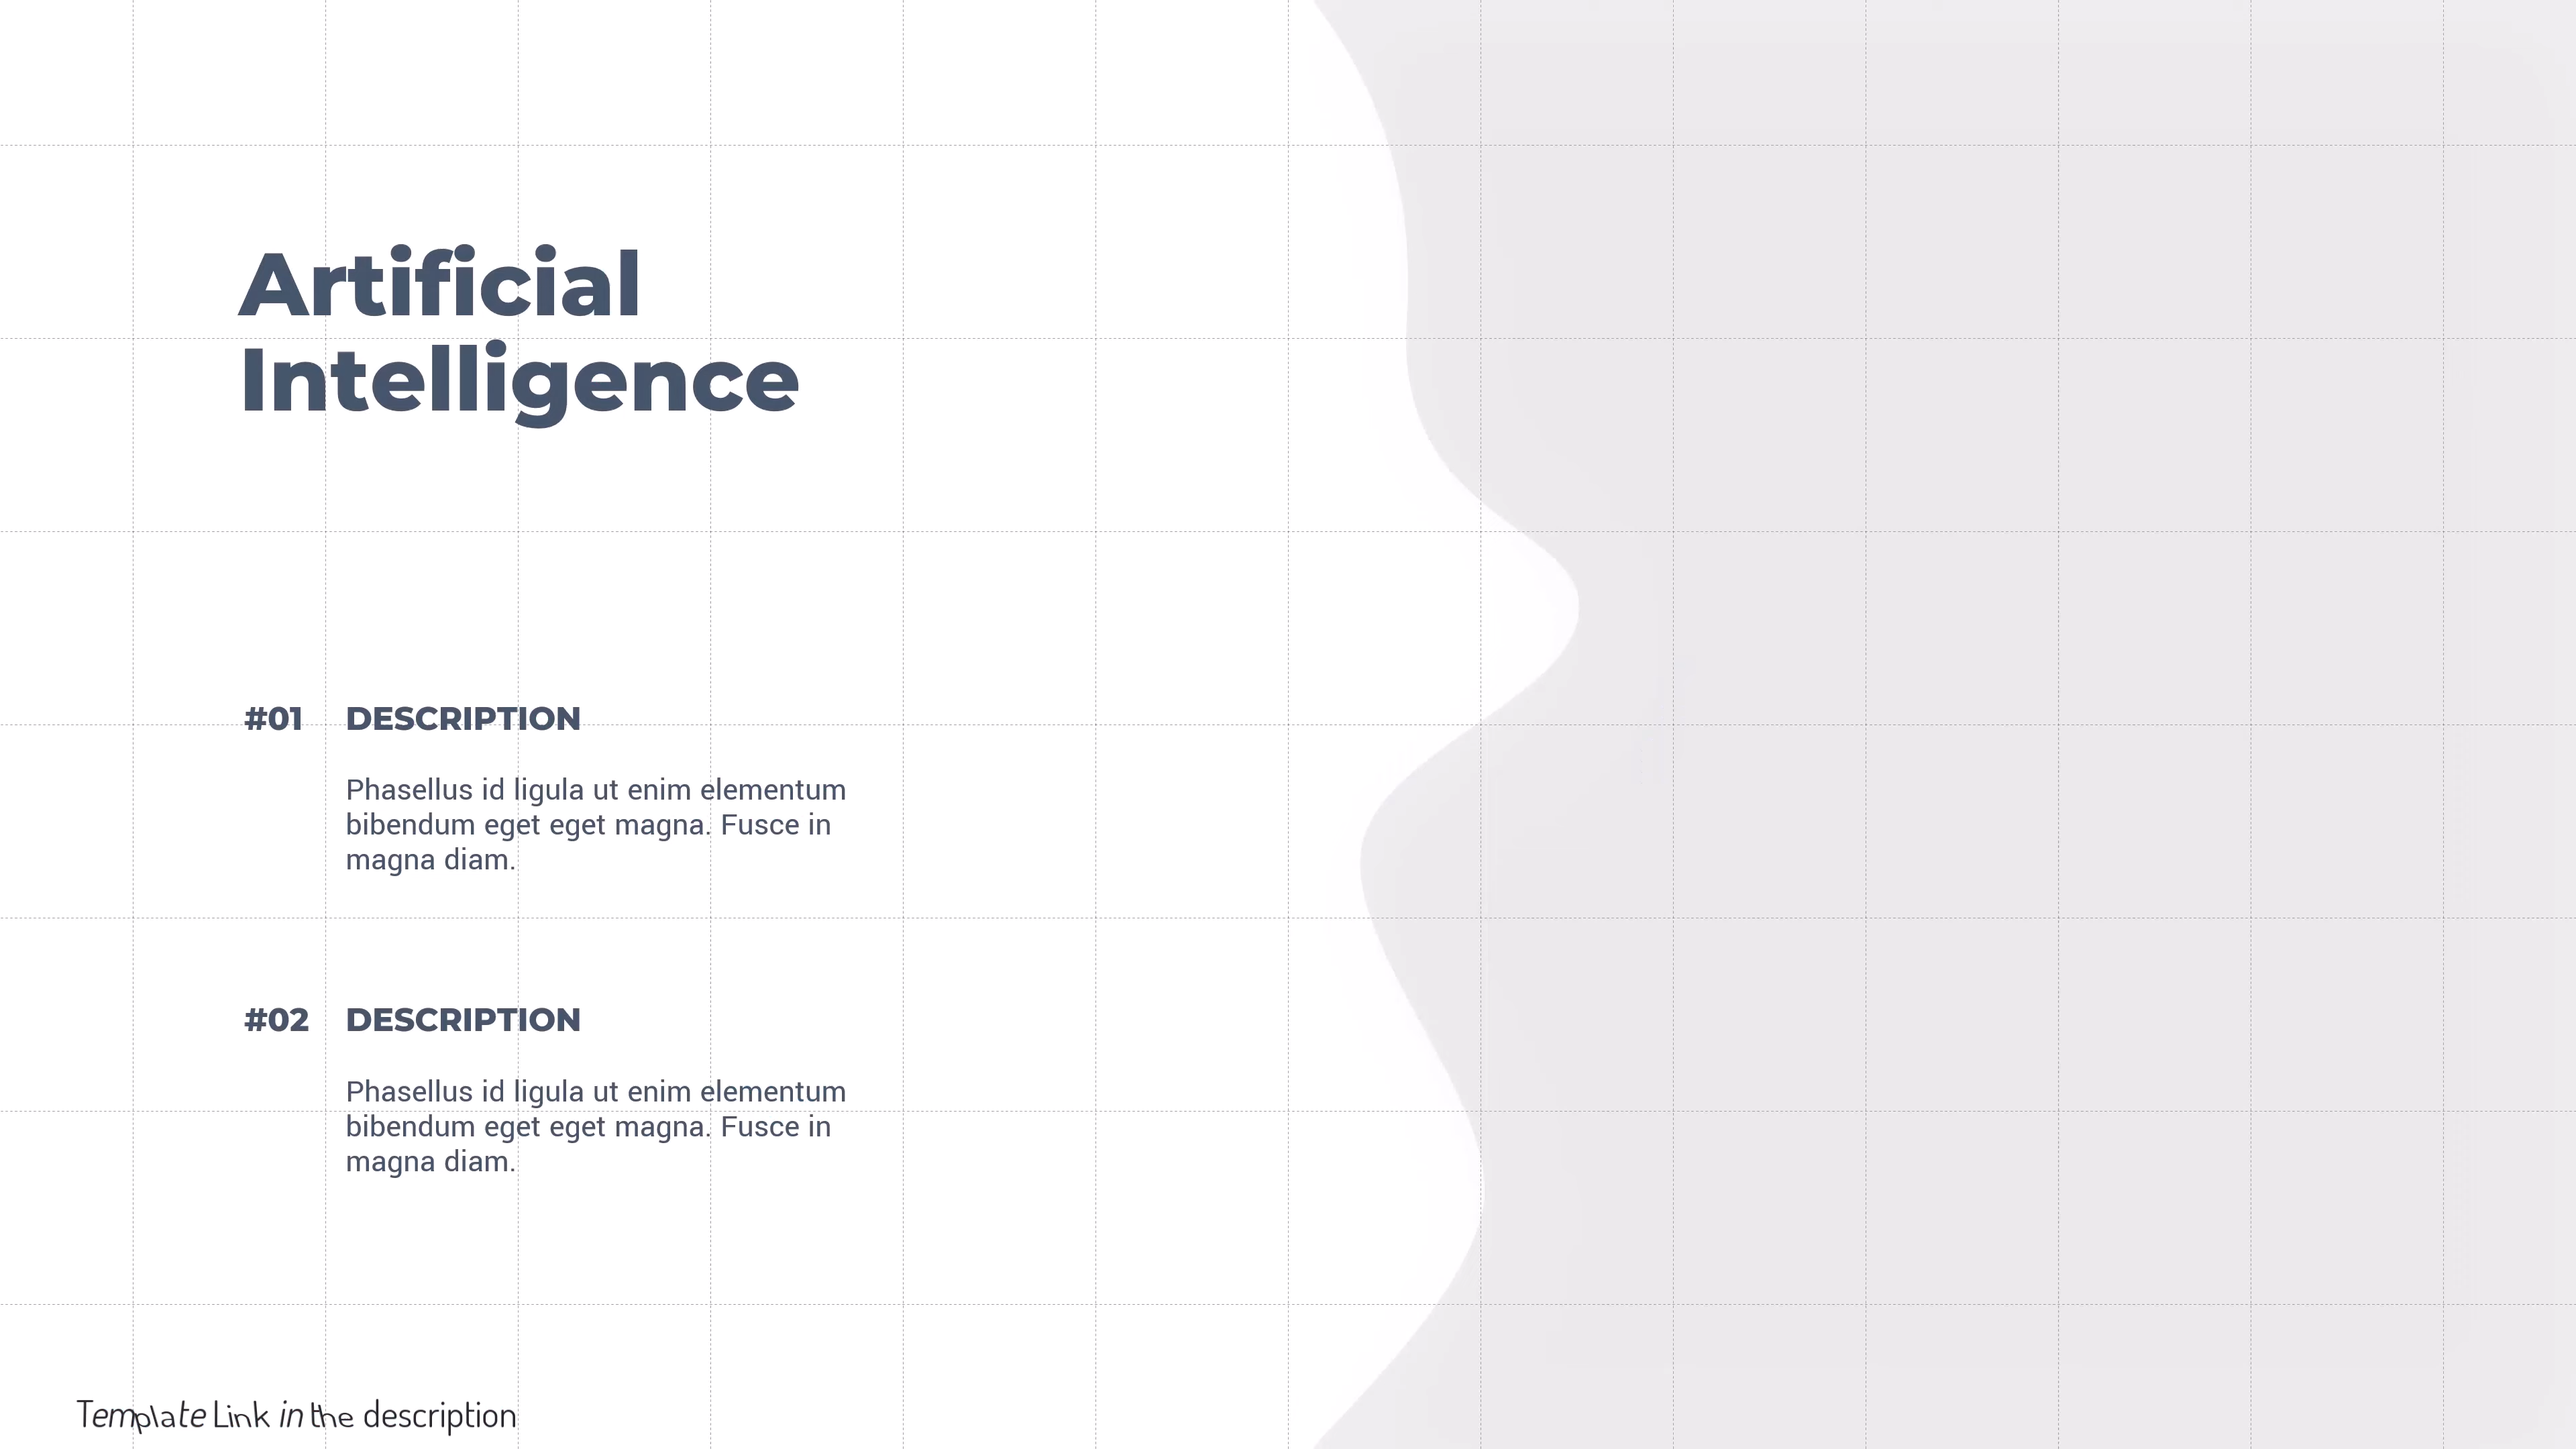 Artificial
Intelligence
#01 DESCRIPTION
Phasellus id ligula ut enim elementum
bibendum eget eget magna. Fusce in
magna diam.
#02 DESCRIPTION
Phasellus id ligula ut enim elementum
bibendum eget eget magna. Fusce in
magna diam.
Template Link in the description